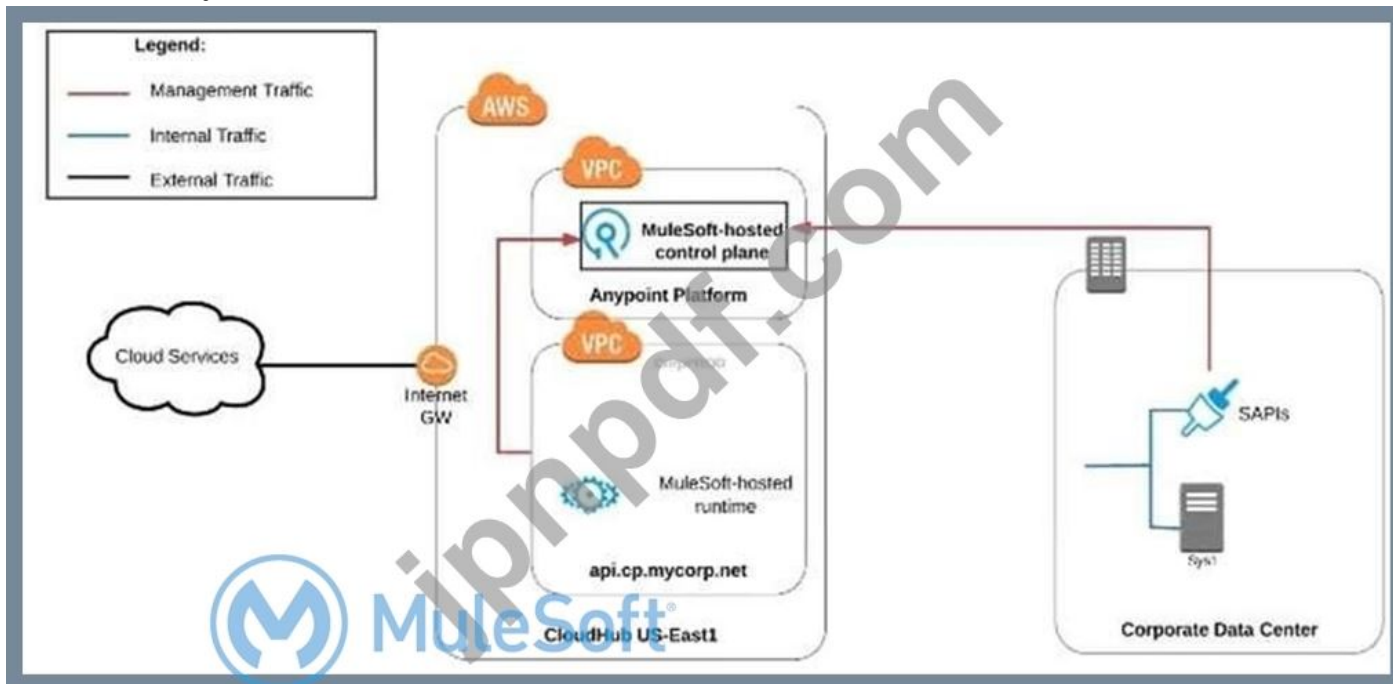 Legend:
Management Traffic
Internal Traffic
External Traffic
AWS
VPC
MuleSoft-hosted
control plane
Anypoint Platform
VPC
Cloud Services
Internet
GW
MuleSoft-hosted
runtime
api.cp.mycorp.net
CloudHub US-East1
SAPIs
Sys1
Corporate Data Center
MuleSoft®
jpnpdf.com